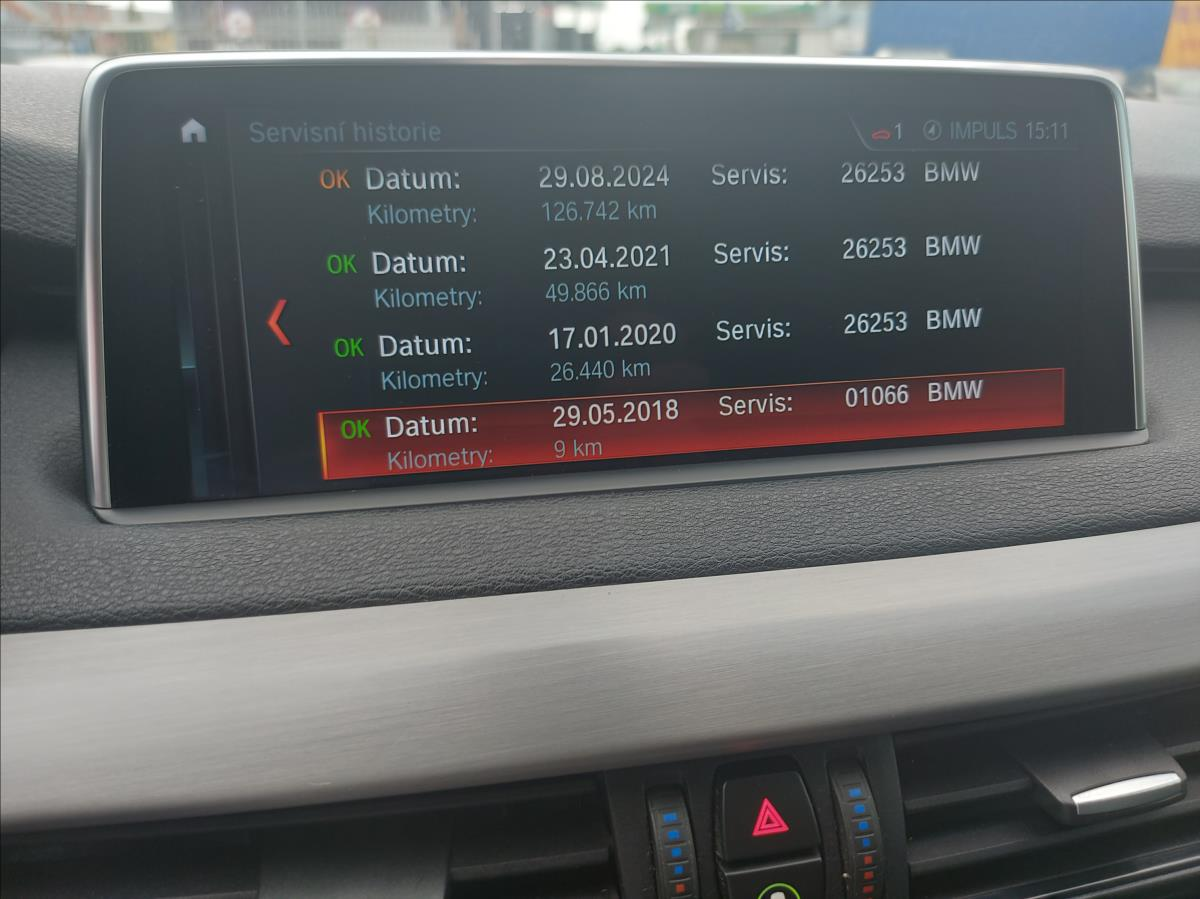 Servisní historie 1 IMPULS 15:11
OK Datum: 29.08.2024 Servis: 26253 BMW
Kilometry: 126.742 km
OK Datum: 23.04.2021 Servis: 26253 BMW
Kilometry: 49.866 km
OK Datum: 17.01.2020 Servis: 26253 BMW
Kilometry: 26.440 km
OK Datum: 29.05.2018 Servis: 01066 BMW
Kilometry: 9 km